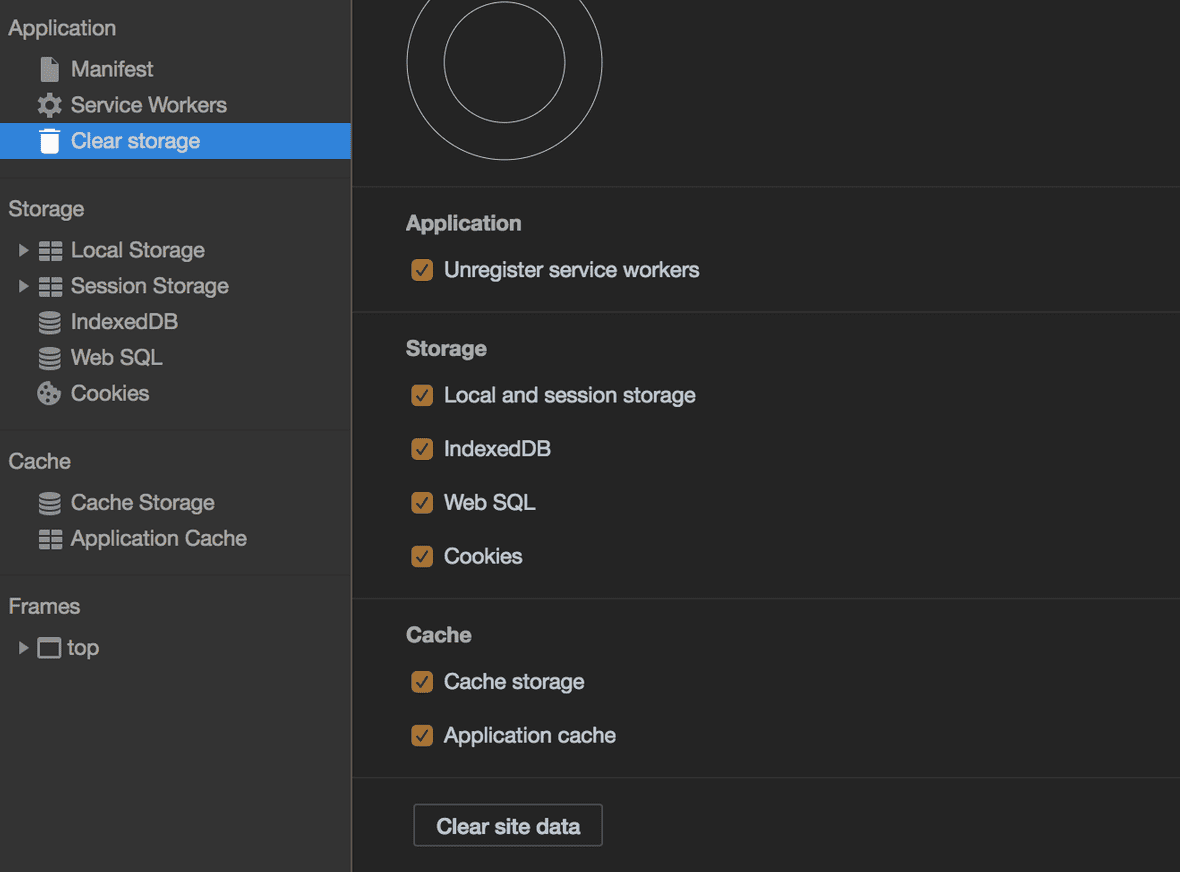 Application
Manifest
Service Workers
Clear storage
Storage
Local Storage
Session Storage
IndexedDB
Web SQL
Cookies
Cache
Cache Storage
Application Cache
Frames
top
Application
Unregister service workers
Storage
Local and session storage
IndexedDB
Web SQL
Cookies
Cache
Cache storage
Application cache
Clear site data